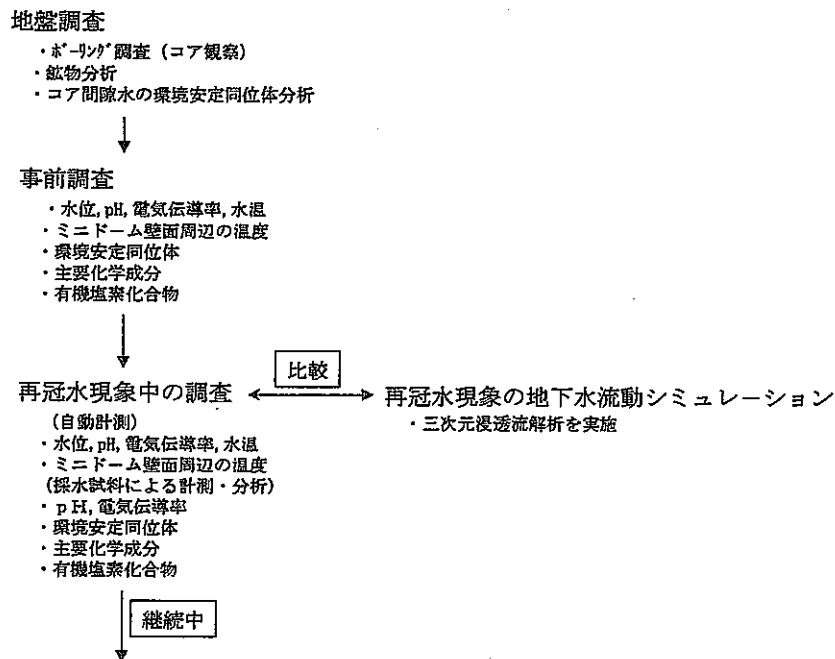 地盤調査
・ボーリング調査（コア観察）
・鉱物分析
・コア間隙水の環境安定同位体分析
事前調査
・水位, pH, 電気伝導率, 水温
・ミニドーム壁面周辺の温度
・環境安定同位体
・主要化学成分
・有機塩素化合物
比較
再冠水現象中の調査
再冠水現象の地下水流動シミュレーション
（自動計測）
・三次元浸透流解析を実施
・水位, pH, 電気伝導率, 水温
・ミニドーム壁面周辺の温度
（採水試料による計測・分析）
・ｐＨ, 電気伝導率
・環境安定同位体
・主要化学成分
・有機塩素化合物
継続中